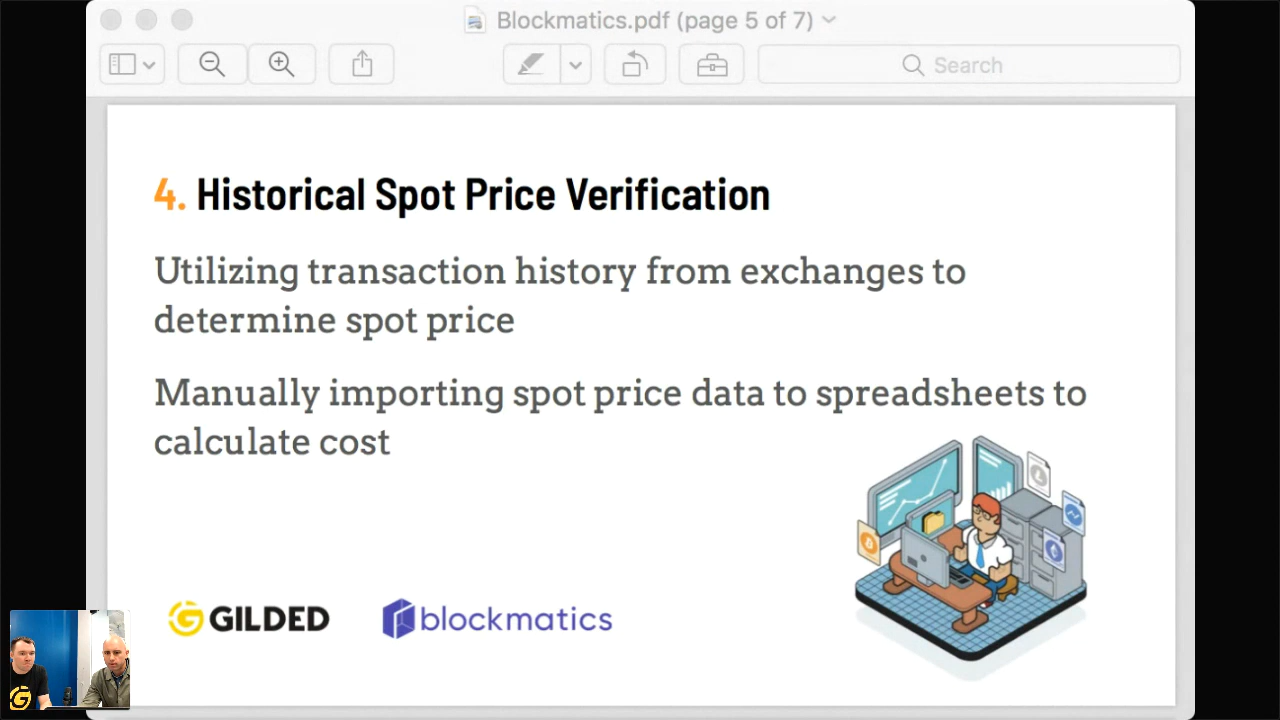 Blockmatics.pdf (page 5 of 7)
Search
4. Historical Spot Price Verification
Utilizing transaction history from exchanges to
determine spot price
Manually importing spot price data to spreadsheets to
calculate cost
GILDED
blockmatics